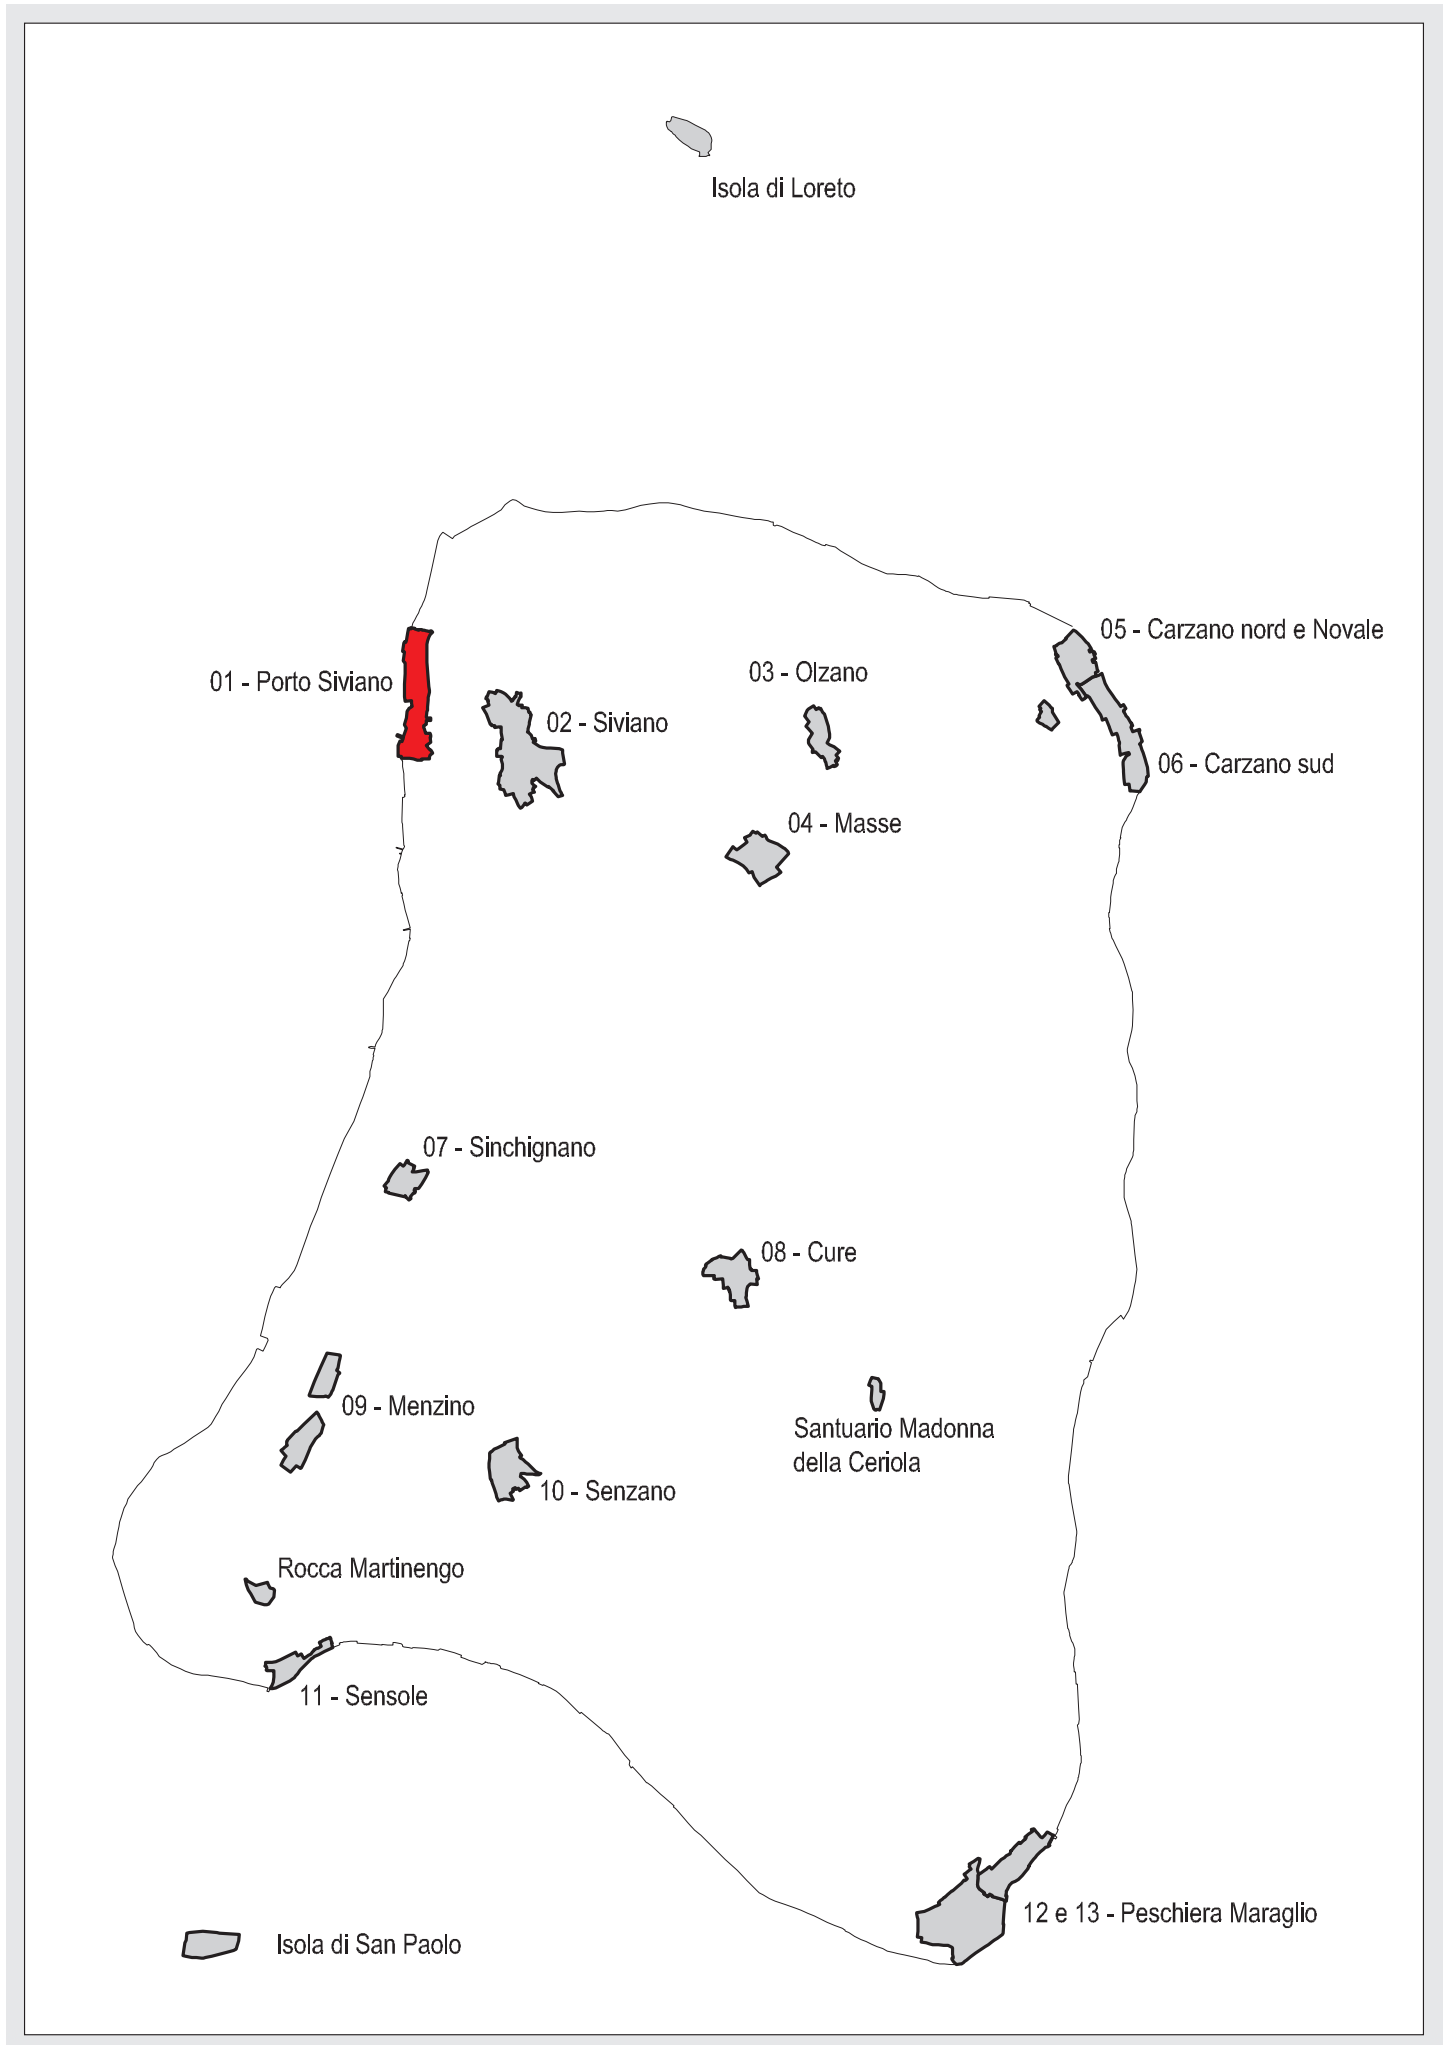 Isola di Loreto
05 - Carzano nord e Novale
01 - Porto Siviano
03 - Olzano
02 - Siviano
06 - Carzano sud
04 - Masse
07 - Sinchignano
08 - Cure
09 - Menzino
Santuario Madonna
della Ceriola
10 - Senzano
Rocca Martinengo
11 - Sensole
12 e 13 - Peschiera Maraglio
Isola di San Paolo